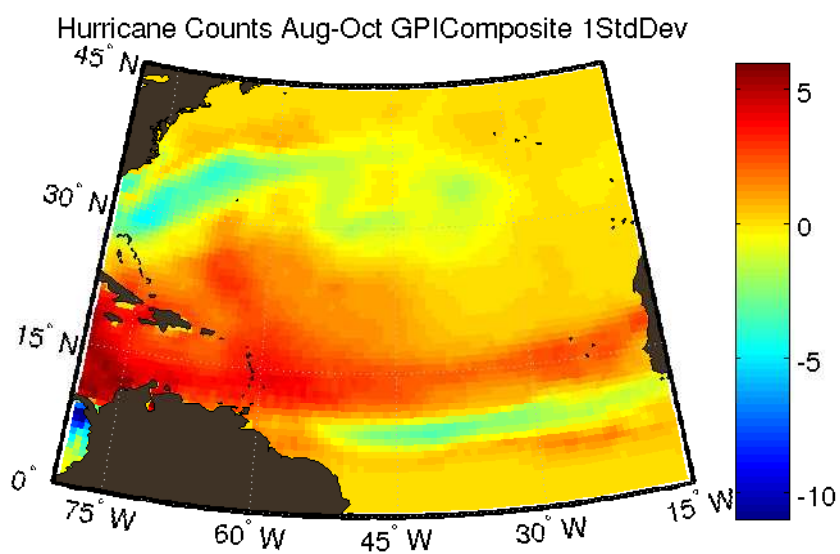 Hurricane Counts Aug-Oct GPIComposite 1StdDev
45° N
30° N
15° N
0°
75° W
60° W
45° W
30° W
15° W
5
0
-5
-10